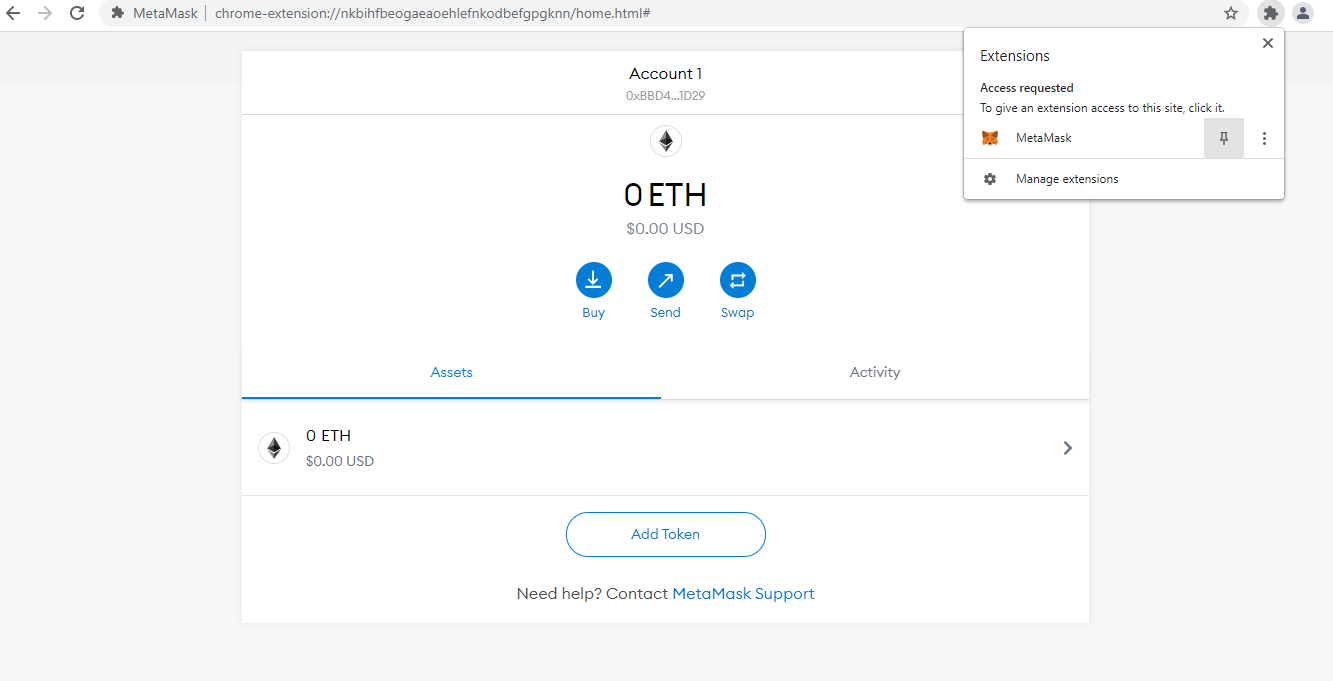 MetaMask
chrome-extension://nkbihfbeogaeaoehlefnkodbefgpgknn/home.html#
Extensions
Access requested
To give an extension access to this site, click it.
MetaMask
Manage extensions
Account 1
0xBBD4...1D29
0 ETH
$0.00 USD
Buy
Send
Swap
Assets
Activity
0 ETH
$0.00 USD
Add Token
Need help? Contact MetaMask Support